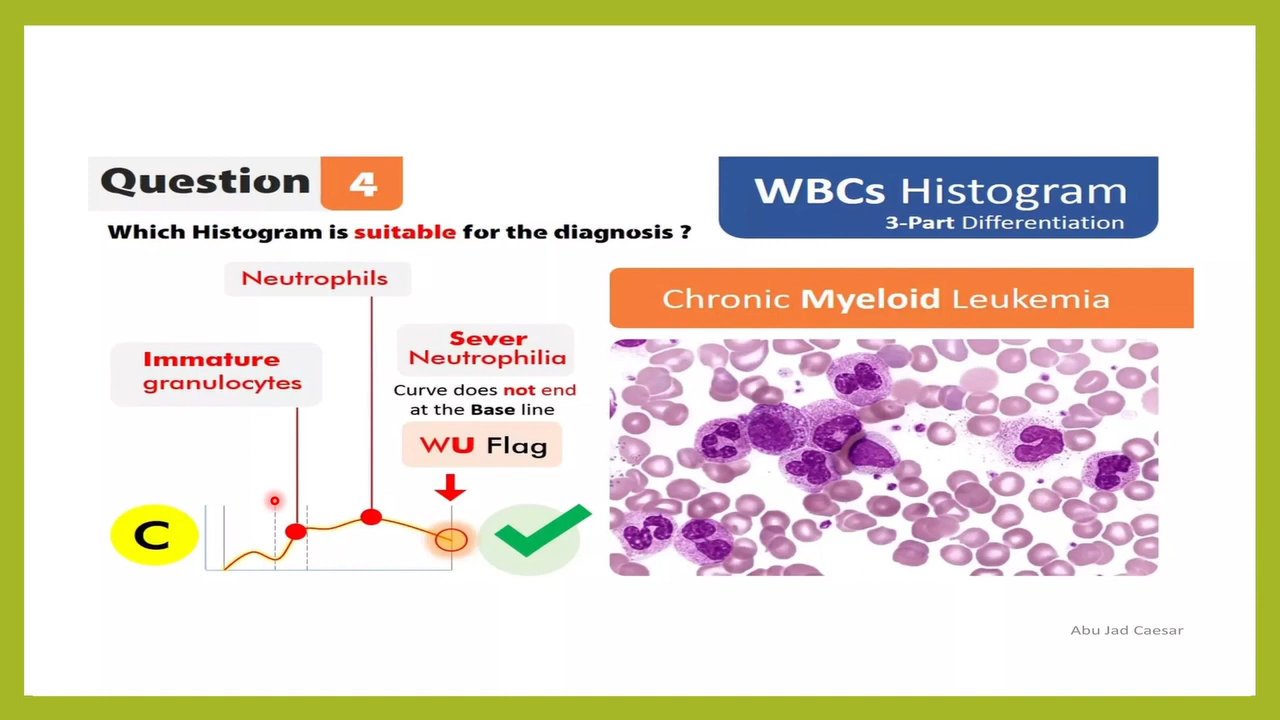 Question 4
WBCs Histogram
3-Part Differentiation
Which Histogram is suitable for the diagnosis ?
Neutrophils
Chronic Myeloid Leukemia
Immature
granulocytes
Sever
Neutrophilia
Curve does not end
at the Base line
WU Flag
C
Abu Jad Caesar